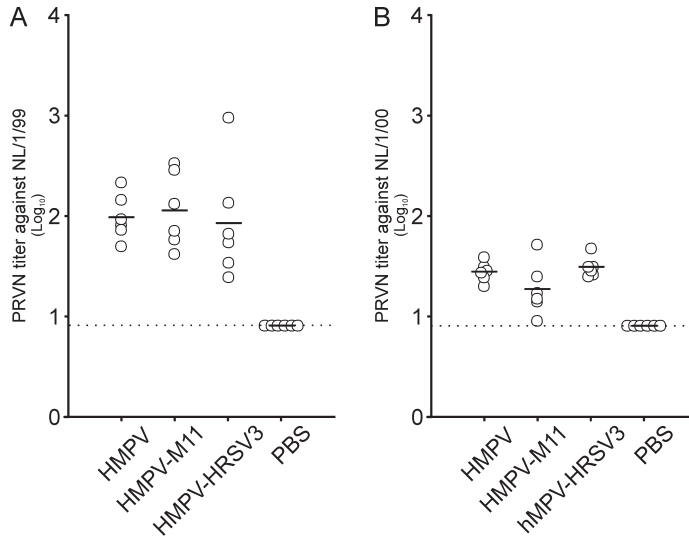 A
PRVN titer against NL/1/99
(Log10)
4
3
2
1
0
HMPV
HMPV-M11
HMPV-HRSV3
PBS
B
PRVN titer against NL/1/00
(Log10)
4
3
2
1
0
HMPV
HMPV-M11
hMPV-HRSV3
PBS